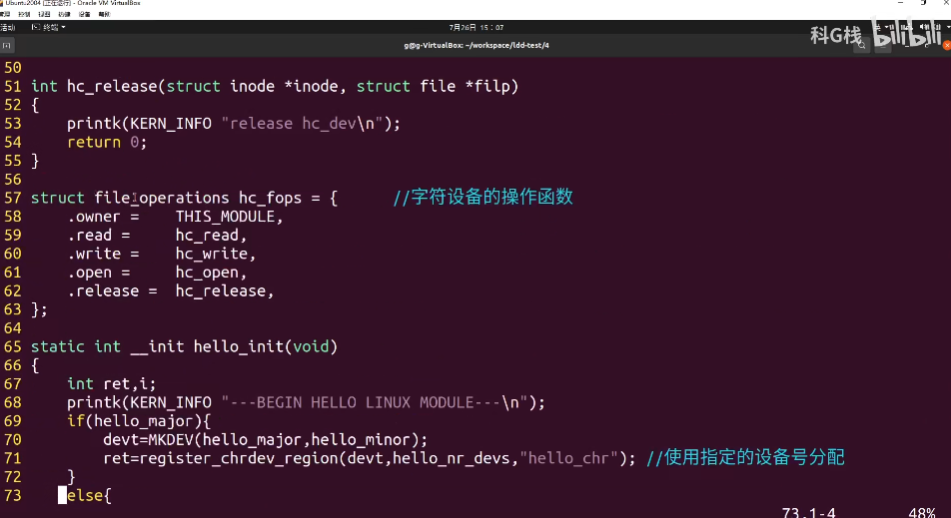 Ubuntu2004 [正在运行] - Oracle VM VirtualBox
管理 控制 视图 热键 设备 帮助
活动 终端 7月26日 15:07
g@g-VirtualBox: ~/workspace/ldd-test/4
科G栈 bilibili
50
51 int hc_release(struct inode *inode, struct file *filp)
52 {
53 printk(KERN_INFO "release hc_dev\n");
54 return 0;
55 }
56
57 struct file_operations hc_fops = { //字符设备的操作函数
58 .owner = THIS_MODULE,
59 .read = hc_read,
60 .write = hc_write,
61 .open = hc_open,
62 .release = hc_release,
63 };
64
65 static int __init hello_init(void)
66 {
67 int ret,i;
68 printk(KERN_INFO "---BEGIN HELLO LINUX MODULE---\n");
69 if(hello_major){
70 devt=MKDEV(hello_major,hello_minor);
71 ret=register_chrdev_region(devt,hello_nr_devs,"hello_chr"); //使用指定的设备号分配
72 }
73 else{
73,1-4 48%